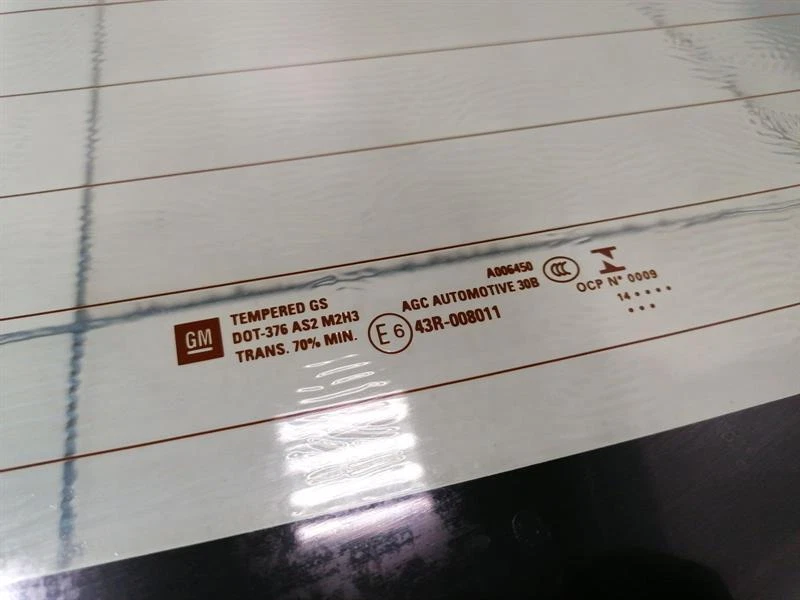 GM
TEMPERED GS
DOT-376 AS2 M2H3
TRANS. 70% MIN.
A006450
AGC AUTOMOTIVE 30B
E6 43R-008011
CCC
OCP N° 0009
14